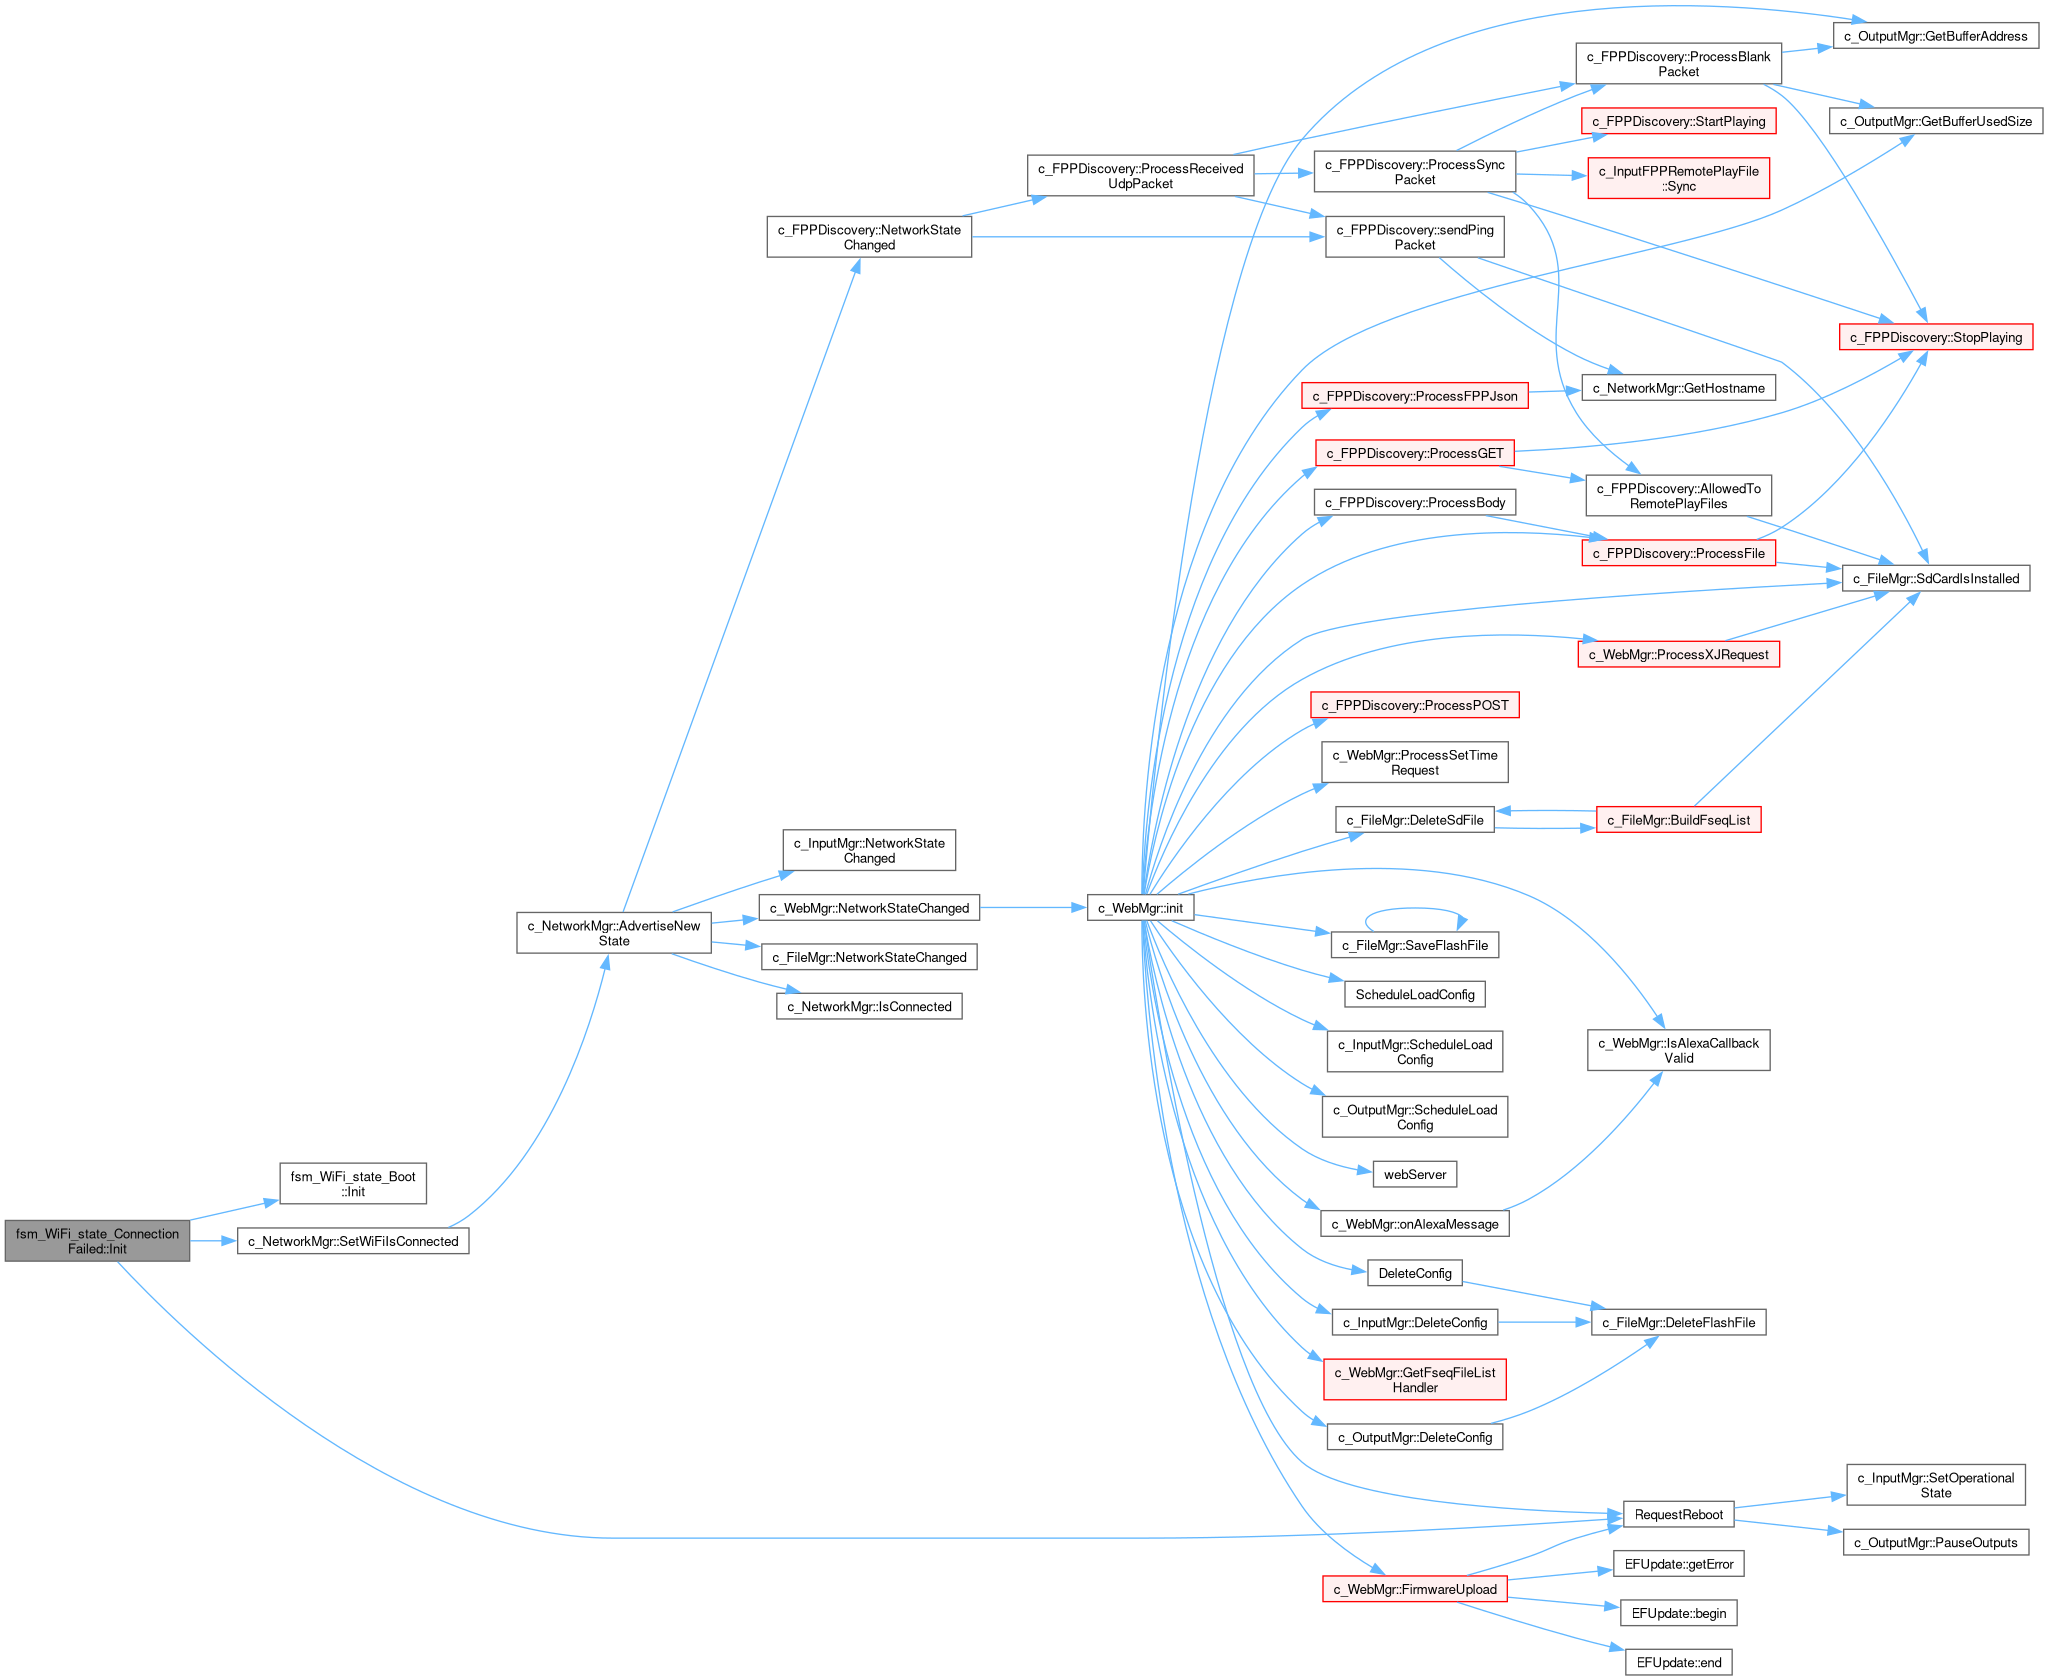 fsm_WiFi_state_Connection
Failed::Init
fsm_WiFi_state_Boot
::Init
c_NetworkMgr::SetWiFiIsConnected
c_NetworkMgr::AdvertiseNew
State
c_FPPDiscovery::NetworkState
Changed
c_InputMgr::NetworkState
Changed
c_WebMgr::NetworkStateChanged
c_FileMgr::NetworkStateChanged
c_NetworkMgr::IsConnected
c_FPPDiscovery::ProcessReceived
UdpPacket
c_WebMgr::init
c_FPPDiscovery::ProcessSync
Packet
c_FPPDiscovery::sendPing
Packet
c_FPPDiscovery::ProcessFPPJson
c_FPPDiscovery::ProcessGET
c_FPPDiscovery::ProcessBody
c_FPPDiscovery::ProcessPOST
c_WebMgr::ProcessSetTime
Request
c_FileMgr::DeleteSdFile
c_FileMgr::SaveFlashFile
ScheduleLoadConfig
c_InputMgr::ScheduleLoad
Config
c_OutputMgr::ScheduleLoad
Config
webServer
c_WebMgr::onAlexaMessage
DeleteConfig
c_InputMgr::DeleteConfig
c_WebMgr::GetFseqFileList
Handler
c_OutputMgr::DeleteConfig
c_WebMgr::FirmwareUpload
c_FPPDiscovery::ProcessBlank
Packet
c_FPPDiscovery::StartPlaying
c_InputFPPRemotePlayFile
::Sync
c_NetworkMgr::GetHostname
c_FPPDiscovery::AllowedTo
RemotePlayFiles
c_FPPDiscovery::ProcessFile
c_WebMgr::ProcessXJRequest
c_FileMgr::BuildFseqList
c_WebMgr::IsAlexaCallback
Valid
c_FileMgr::DeleteFlashFile
RequestReboot
EFUpdate::getError
EFUpdate::begin
EFUpdate::end
c_OutputMgr::GetBufferAddress
c_OutputMgr::GetBufferUsedSize
c_FPPDiscovery::StopPlaying
c_FileMgr::SdCardIsInstalled
c_InputMgr::SetOperational
State
c_OutputMgr::PauseOutputs